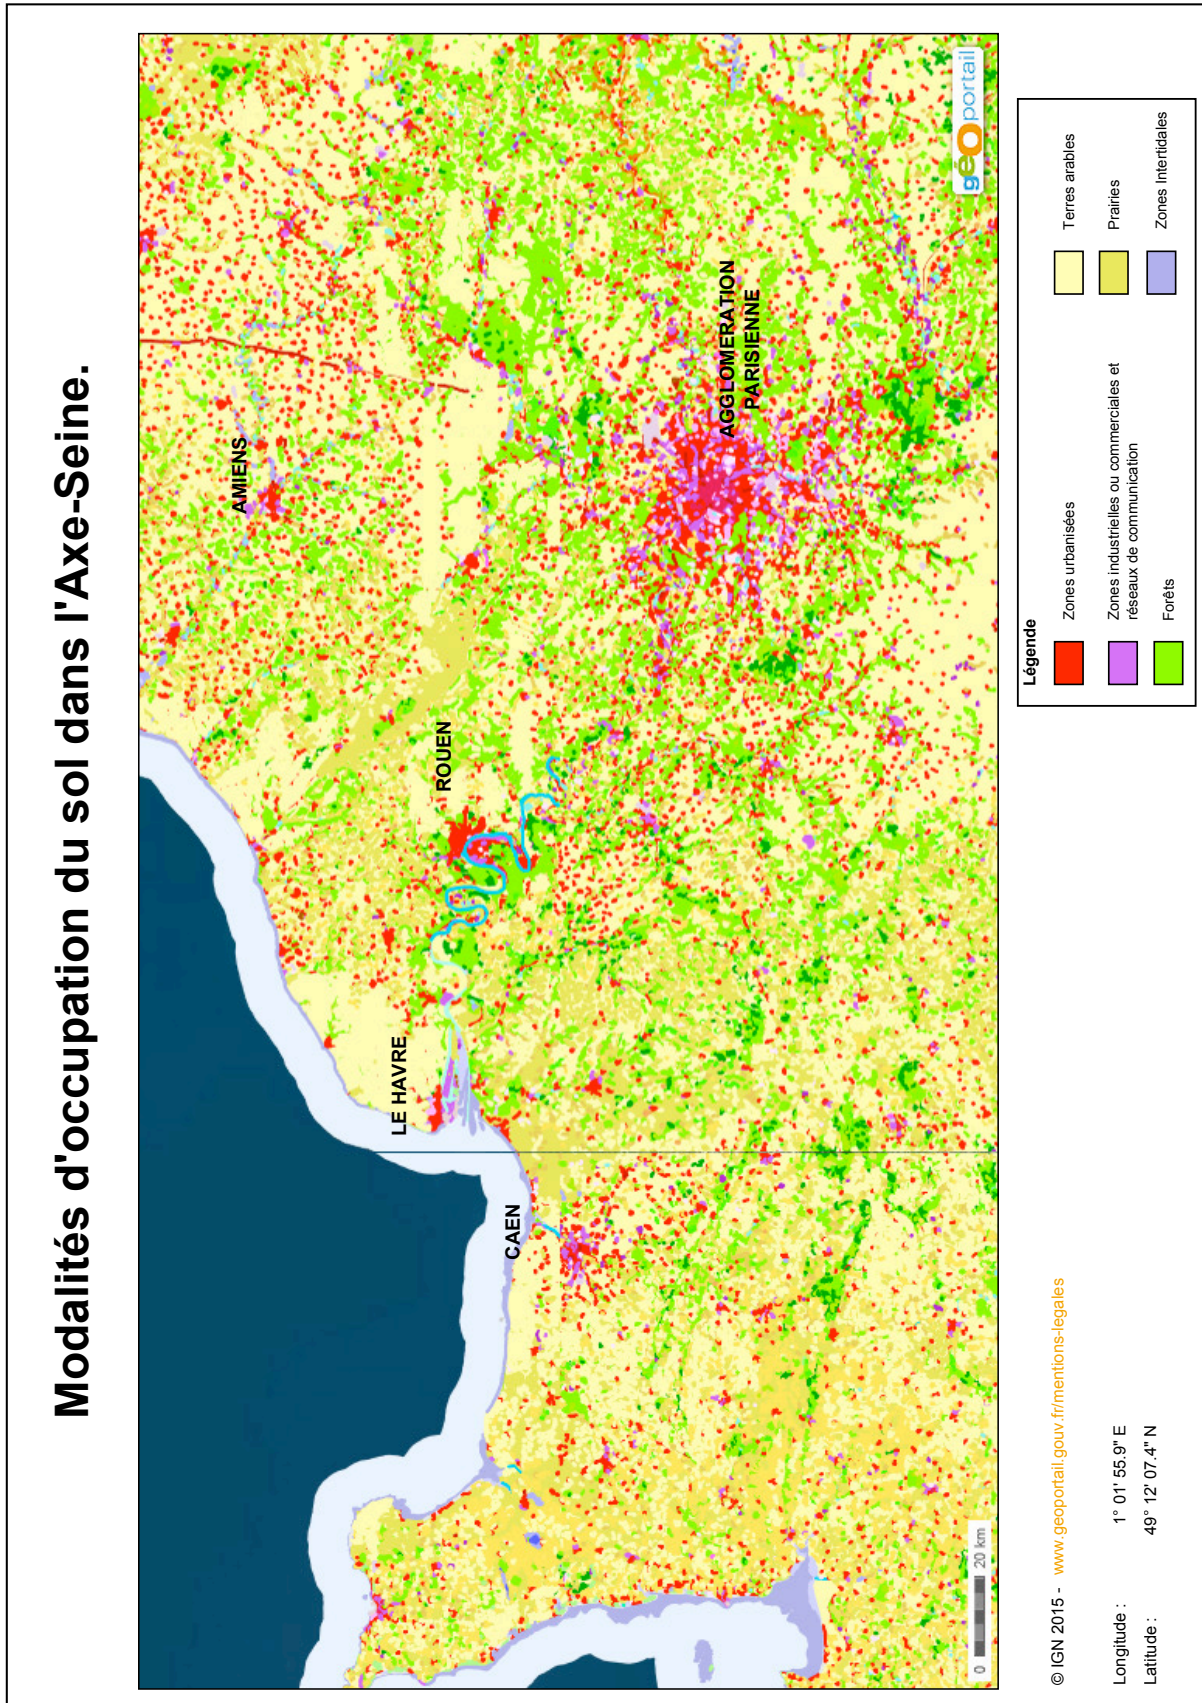 Modalités d'occupation du sol dans l'Axe-Seine.
AMIENS
ROUEN
LE HAVRE
CAEN
AGGLOMERATION
PARISIENNE
0 20 km
géOportail
© IGN 2015 - www.geoportail.gouv.fr/mentions-legales
Longitude : 1° 01' 55.9" E
Latitude : 49° 12' 07.4" N
Légende
Zones urbanisées
Zones industrielles ou commerciales et
réseaux de communication
Forêts
Terres arables
Prairies
Zones Intertidales